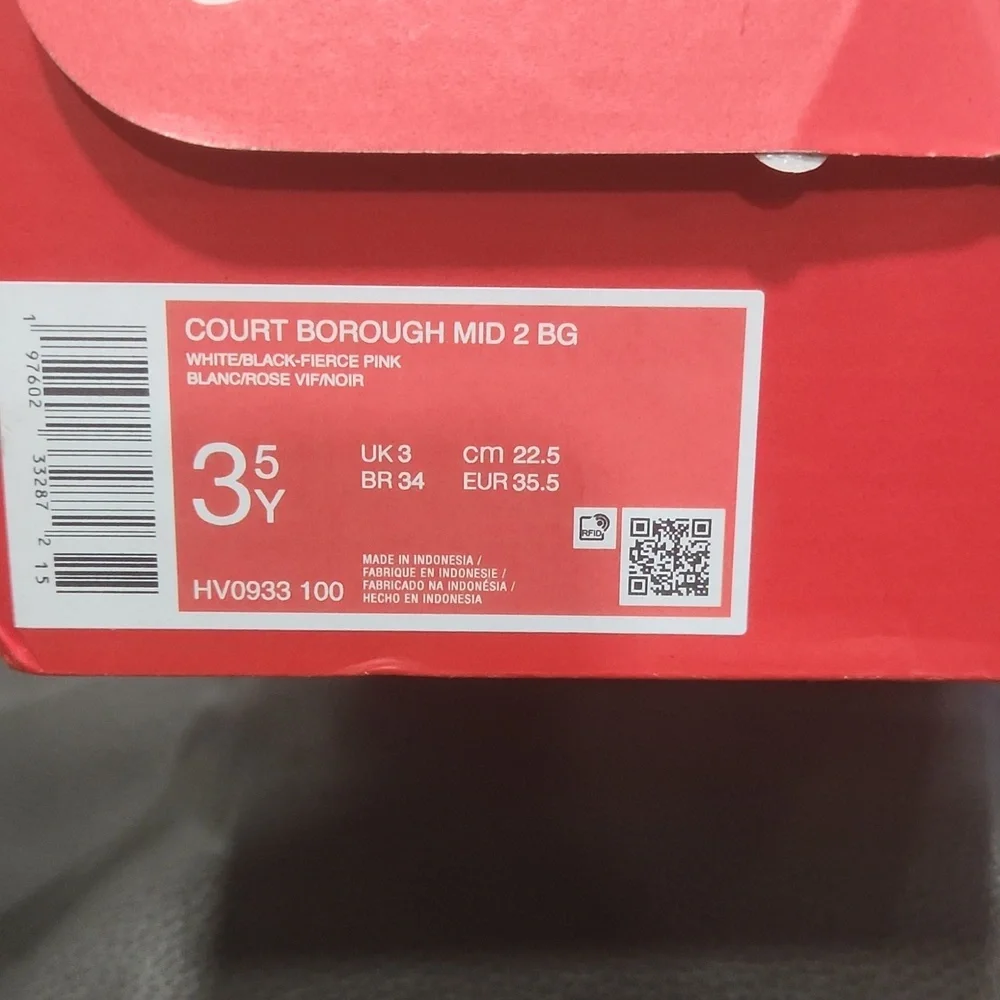 COURT BOROUGH MID 2 BG
WHITE/BLACK-FIERCE PINK
BLANC/ROSE VIF/NOIR
3 5 Y
UK 3 cm 22.5
BR 34 EUR 35.5
RFID
HV0933 100
MADE IN INDONESIA /
FABRIQUE EN INDONESIE /
FABRICADO NA INDONÉSIA /
HECHO EN INDONESIA
1 97602 33287 2 15